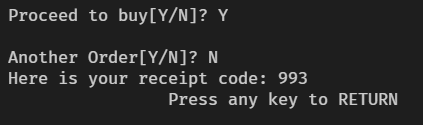 Proceed to buy[Y/N]? Y
Another Order[Y/N]? N
Here is your receipt code: 993
Press any key to RETURN